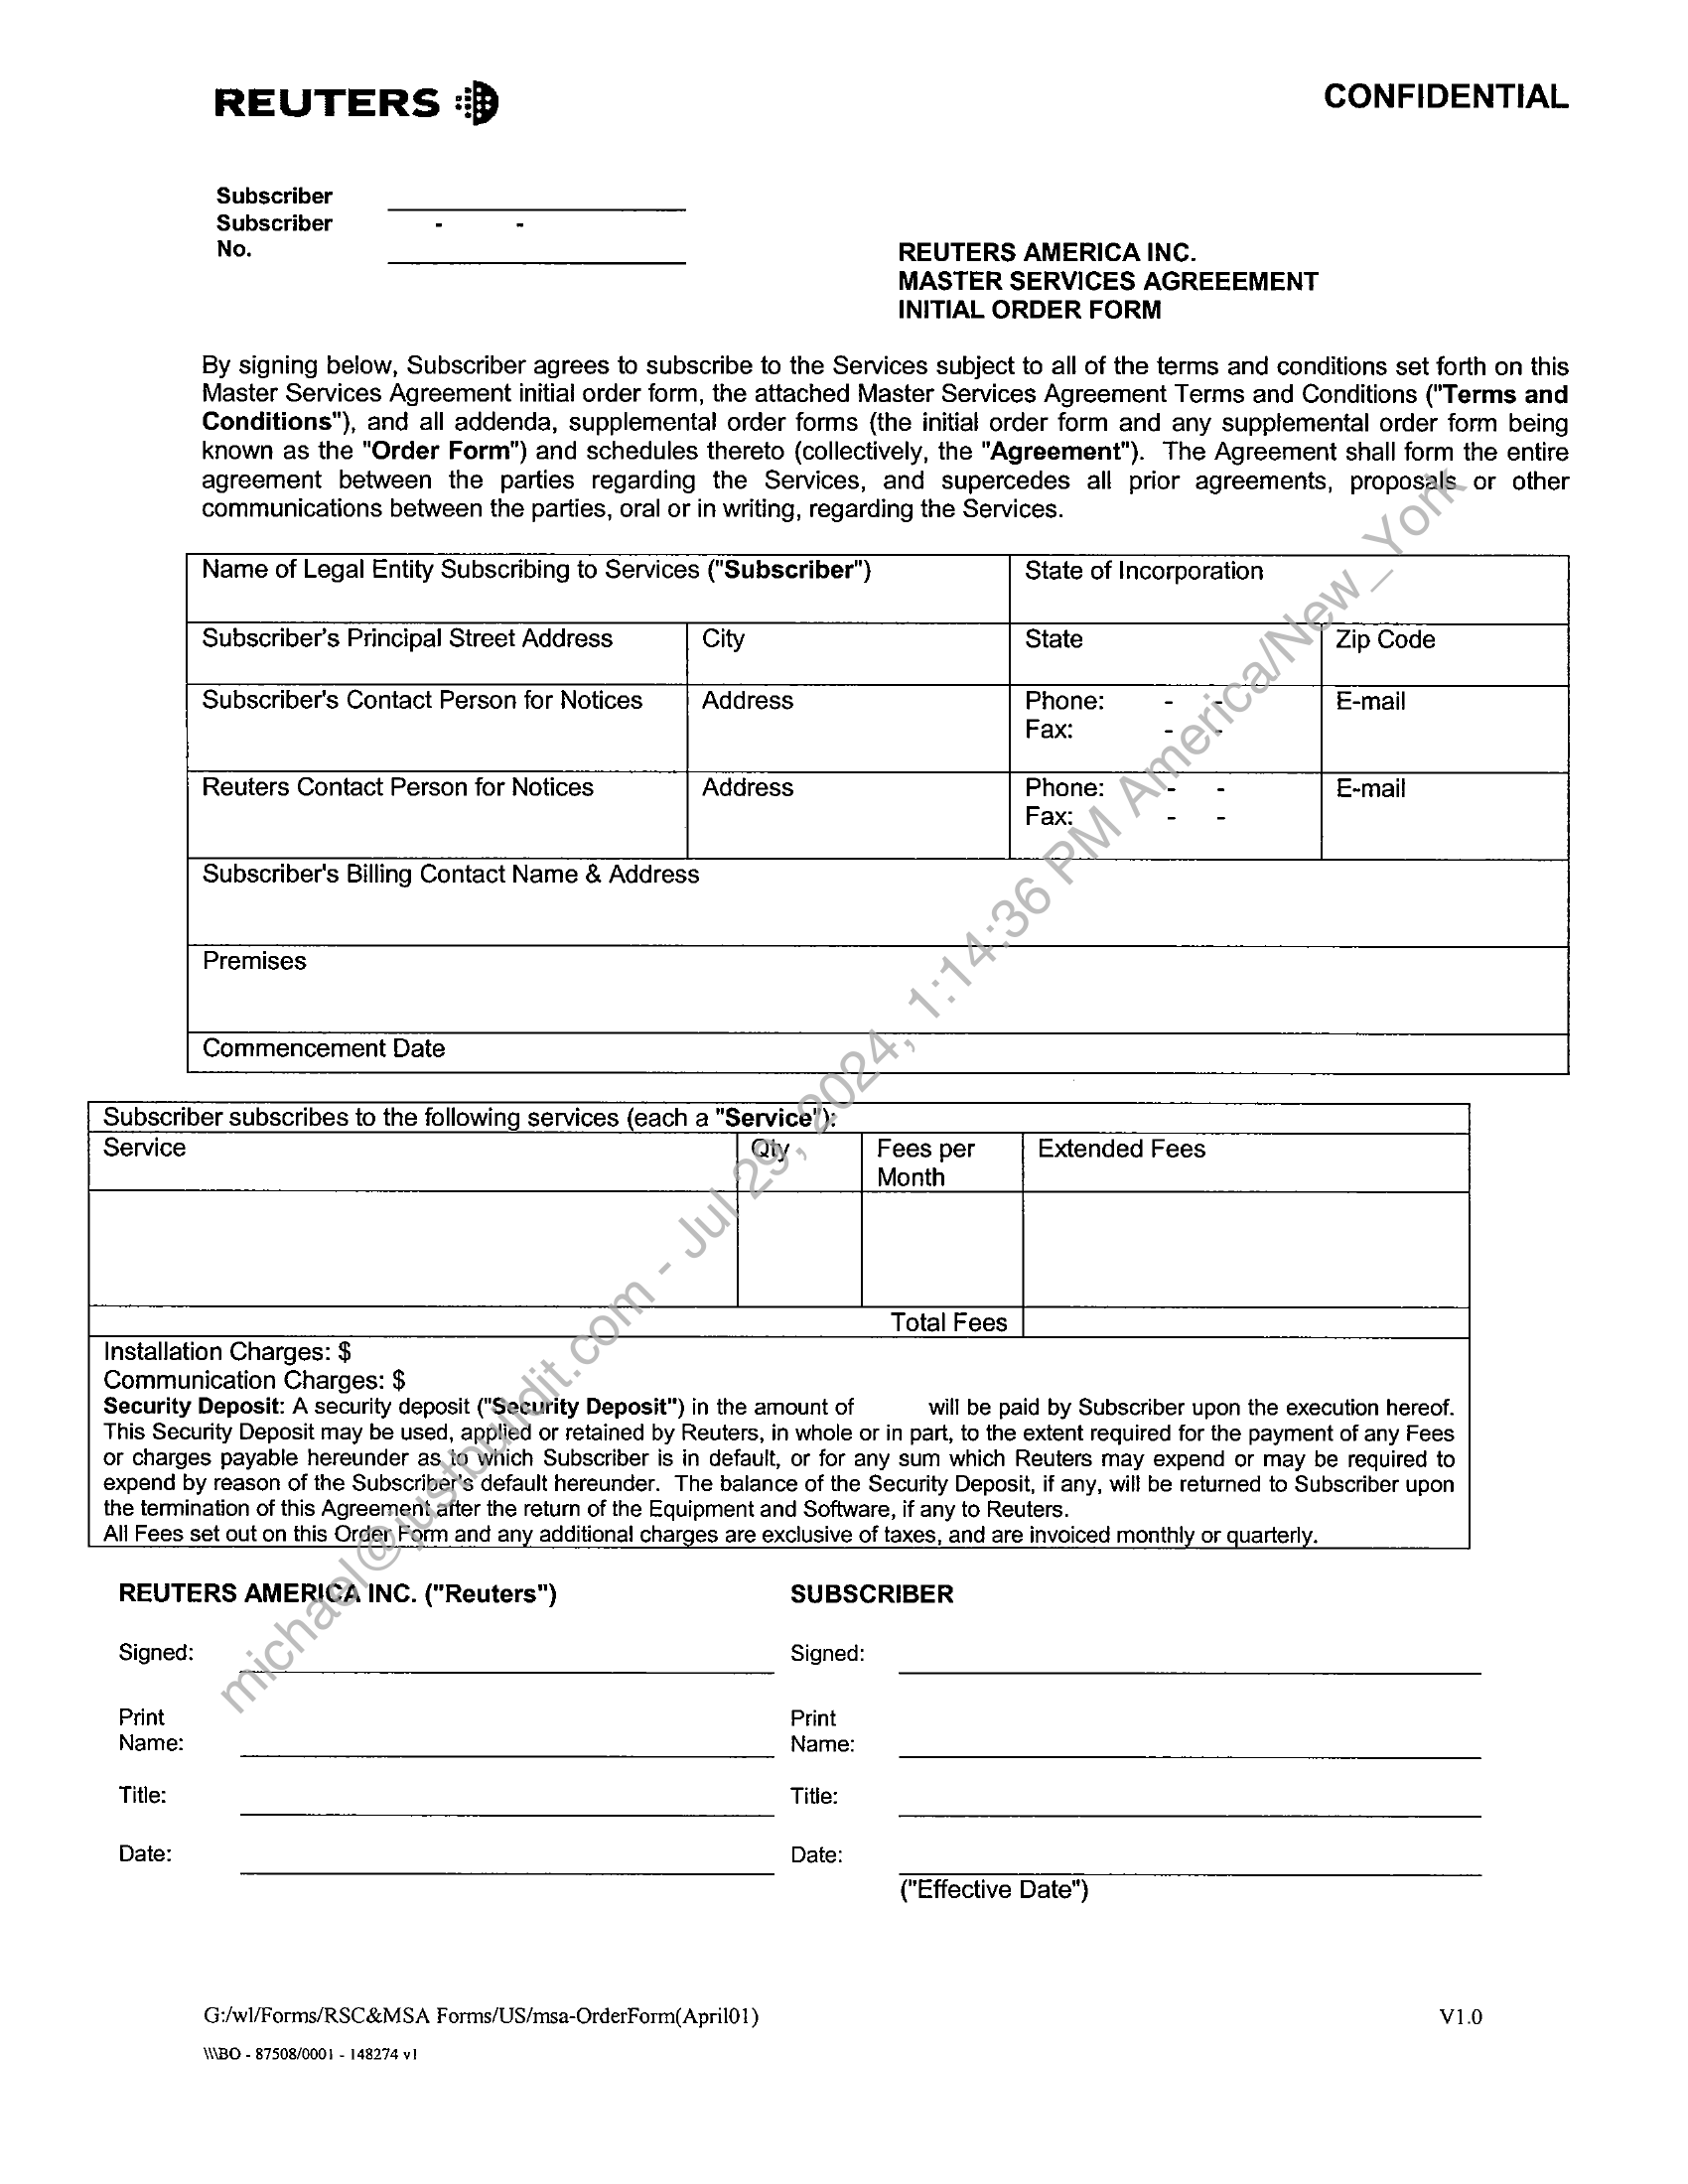 REUTERS
CONFIDENTIAL
Subscriber
Subscriber - -
No.
REUTERS AMERICA INC.
MASTER SERVICES AGREEEMENT
INITIAL ORDER FORM
By signing below, Subscriber agrees to subscribe to the Services subject to all of the terms and conditions set forth on this
Master Services Agreement initial order form, the attached Master Services Agreement Terms and Conditions ("Terms and
Conditions"), and all addenda, supplemental order forms (the initial order form and any supplemental order form being
known as the "Order Form") and schedules thereto (collectively, the "Agreement"). The Agreement shall form the entire
agreement between the parties regarding the Services, and supercedes all prior agreements, proposals or other
communications between the parties, oral or in writing, regarding the Services.
Name of Legal Entity Subscribing to Services ("Subscriber") State of Incorporation
Subscriber's Principal Street Address City State Zip Code
Subscriber's Contact Person for Notices Address Phone: - - E-mail
Fax: - -
Reuters Contact Person for Notices Address Phone: - - E-mail
Fax: - -
Subscriber's Billing Contact Name & Address
Premises
Commencement Date
Subscriber subscribes to the following services (each a "Service"):
Service Qty Fees per Extended Fees
Month
Total Fees
Installation Charges: $
Communication Charges: $
Security Deposit: A security deposit ("Security Deposit") in the amount of will be paid by Subscriber upon the execution hereof.
This Security Deposit may be used, applied or retained by Reuters, in whole or in part, to the extent required for the payment of any Fees
or charges payable hereunder as to which Subscriber is in default, or for any sum which Reuters may expend or may be required to
expend by reason of the Subscriber's default hereunder. The balance of the Security Deposit, if any, will be returned to Subscriber upon
the termination of this Agreement after the return of the Equipment and Software, if any to Reuters.
All Fees set out on this Order Form and any additional charges are exclusive of taxes, and are invoiced monthly or quarterly.
REUTERS AMERICA INC. ("Reuters") SUBSCRIBER
Signed: Signed:
Print Print
Name: Name:
Title: Title:
Date: Date:
("Effective Date")
G:/wl/Forms/RSC&MSA Forms/US/msa-OrderForm(April01) V1.0
\\\BO - 87508/0001 - 148274 v1
michael@justbuildit.com - Jul 29, 2024, 1:14:36 PM America/New_York